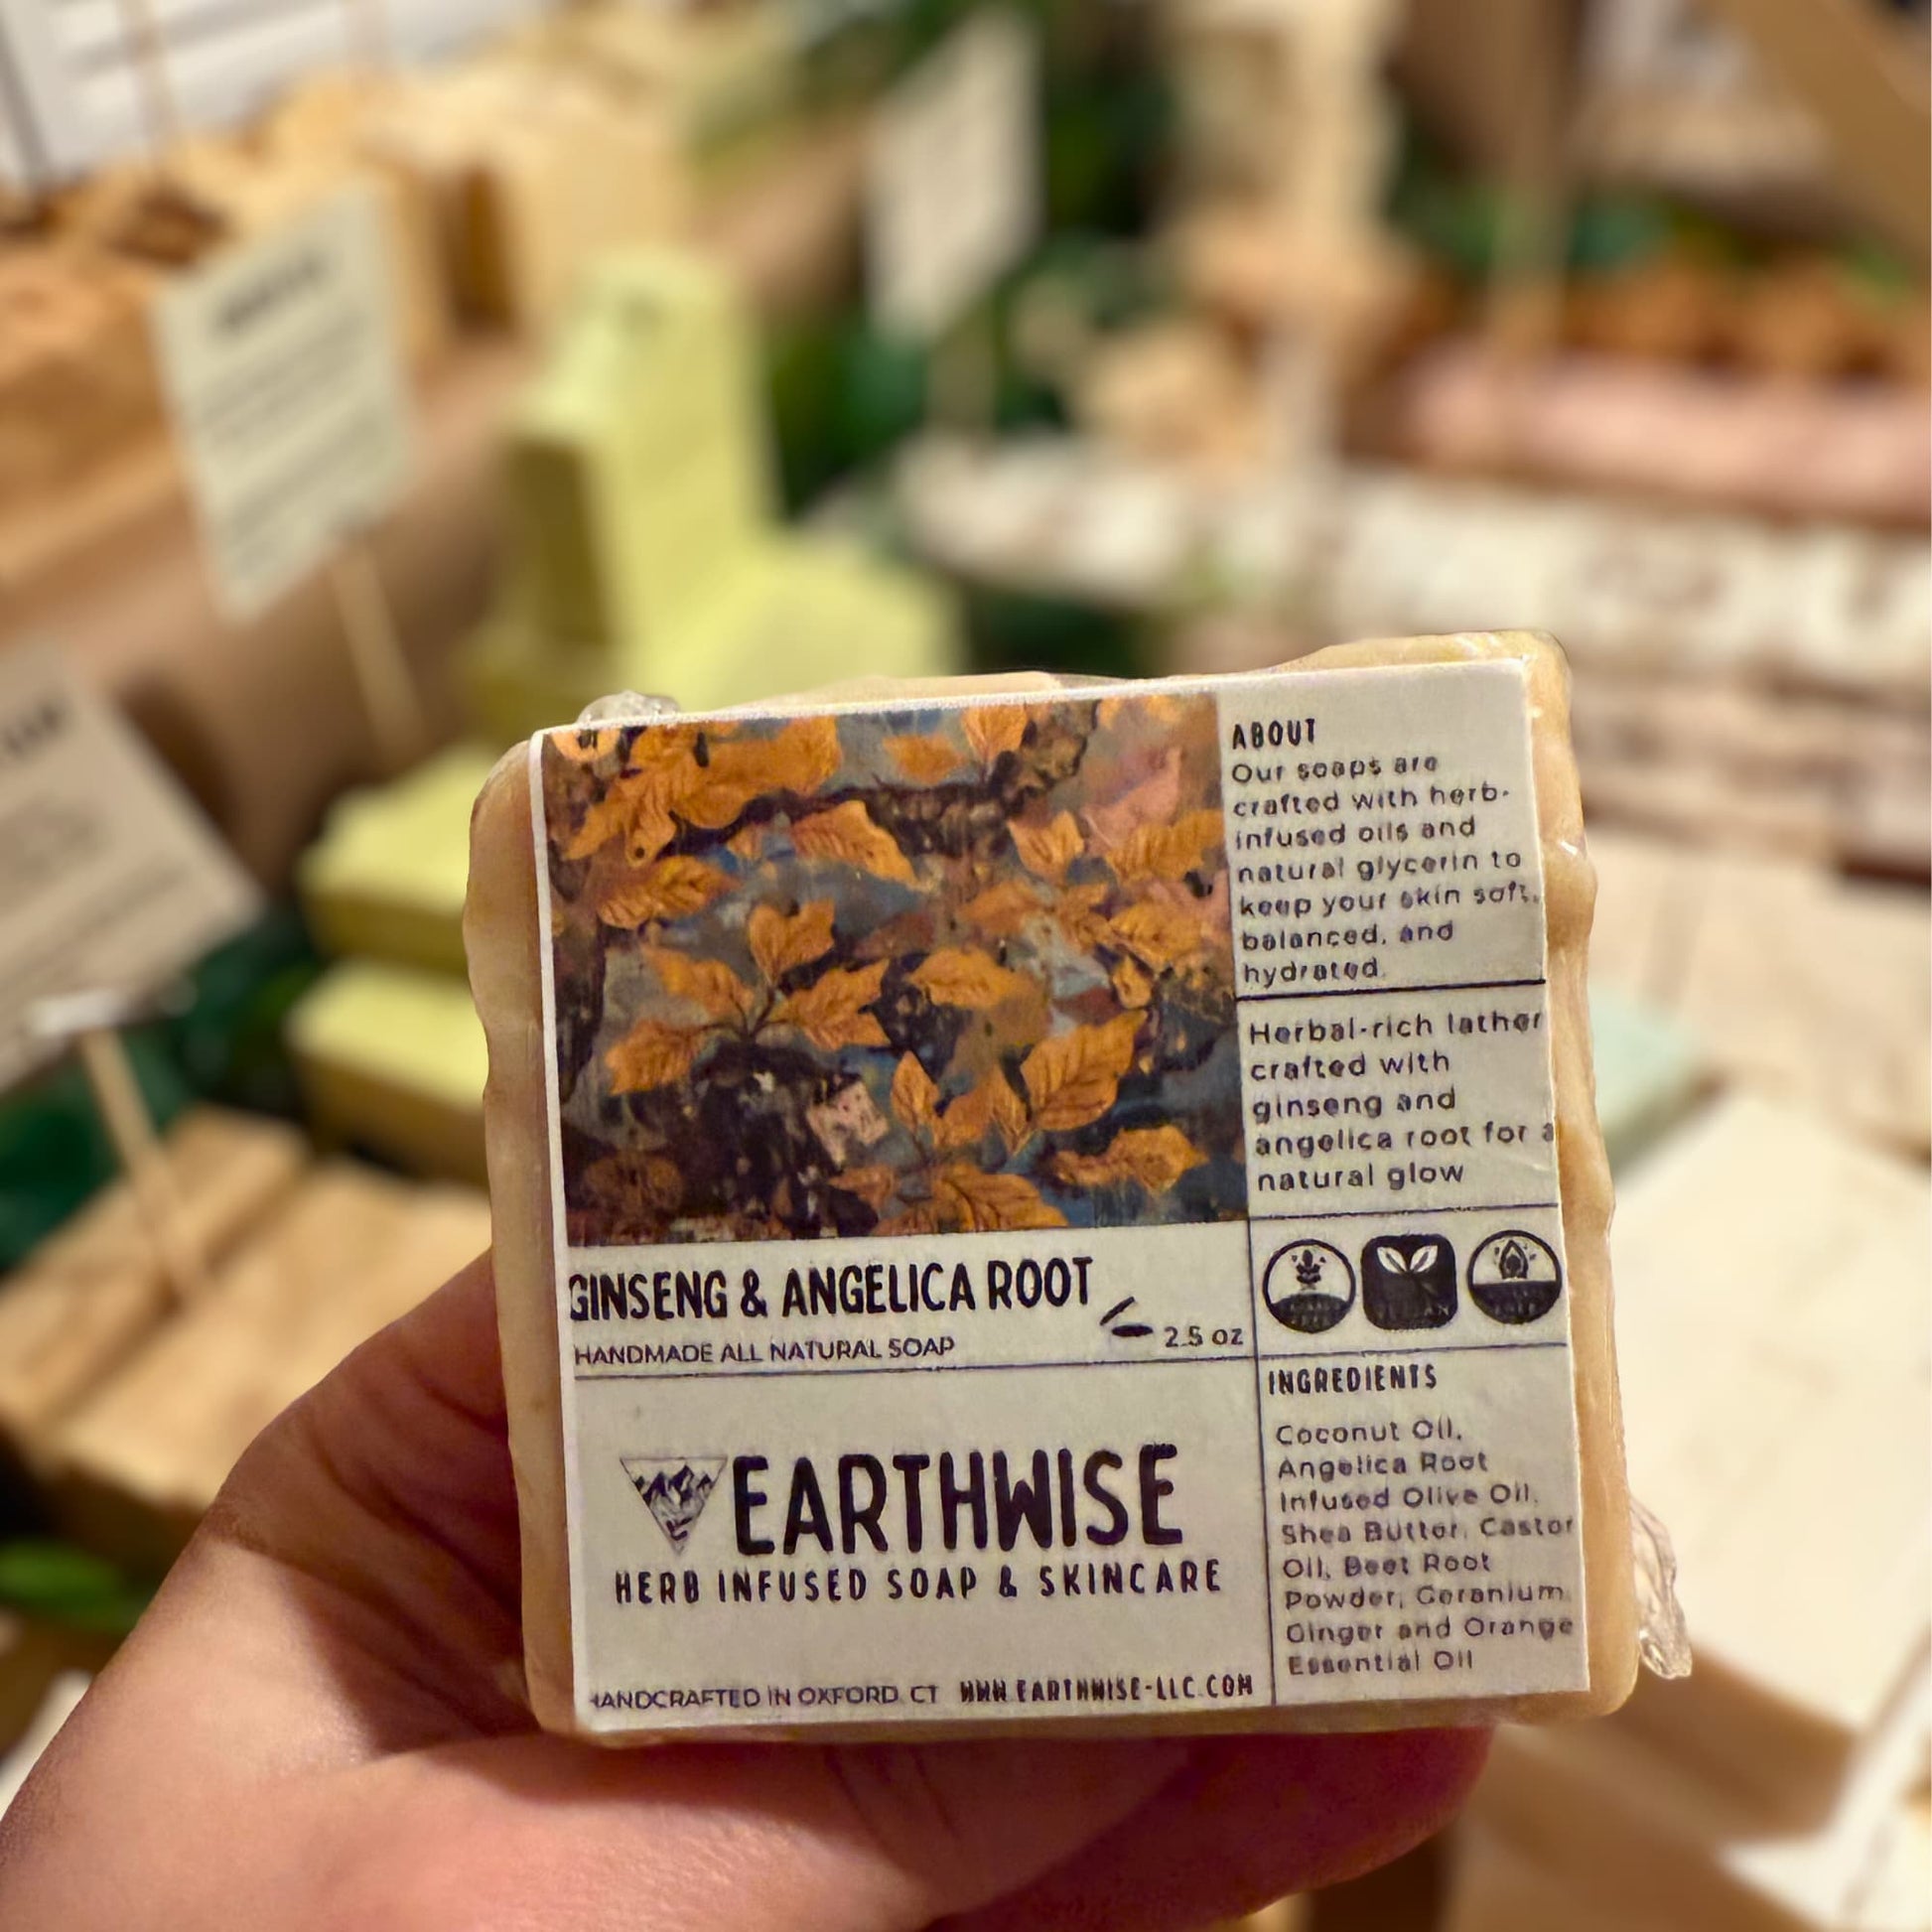 ABOUT
Our soaps are
crafted with herb-
infused oils and
natural glycerin to
keep your skin soft,
balanced, and
hydrated.
Herbal-rich lather
crafted with
ginseng and
angelica root for a
natural glow
GINSENG & ANGELICA ROOT
HANDMADE ALL NATURAL SOAP
2.5 oz
EARTHWISE
HERB INFUSED SOAP & SKINCARE
HANDCRAFTED IN OXFORD, CT WWW.EARTHWISE-LLC.COM
INGREDIENTS
Coconut Oil,
Angelica Root
Infused Olive Oil,
Shea Butter, Castor
Oil, Beet Root
Powder, Geranium,
Ginger and Orange
Essential Oil